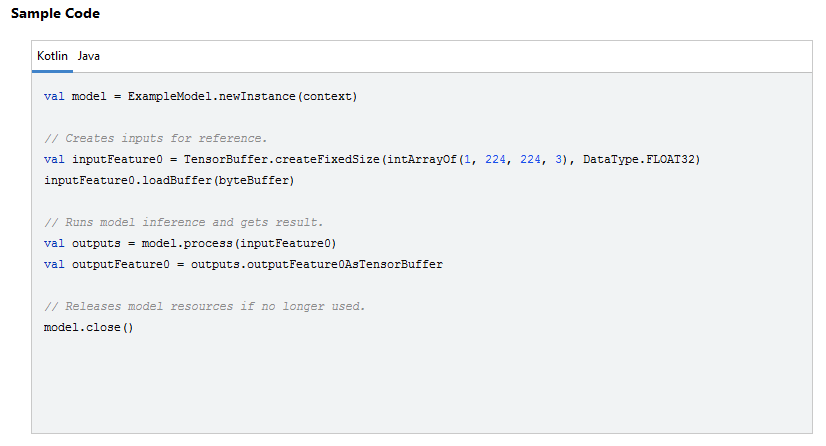 Sample Code
Kotlin Java
val model = ExampleModel.newInstance(context)
// Creates inputs for reference.
val inputFeature0 = TensorBuffer.createFixedSize(intArrayOf(1, 224, 224, 3), DataType.FLOAT32)
inputFeature0.loadBuffer(byteBuffer)
// Runs model inference and gets result.
val outputs = model.process(inputFeature0)
val outputFeature0 = outputs.outputFeature0AsTensorBuffer
// Releases model resources if no longer used.
model.close()